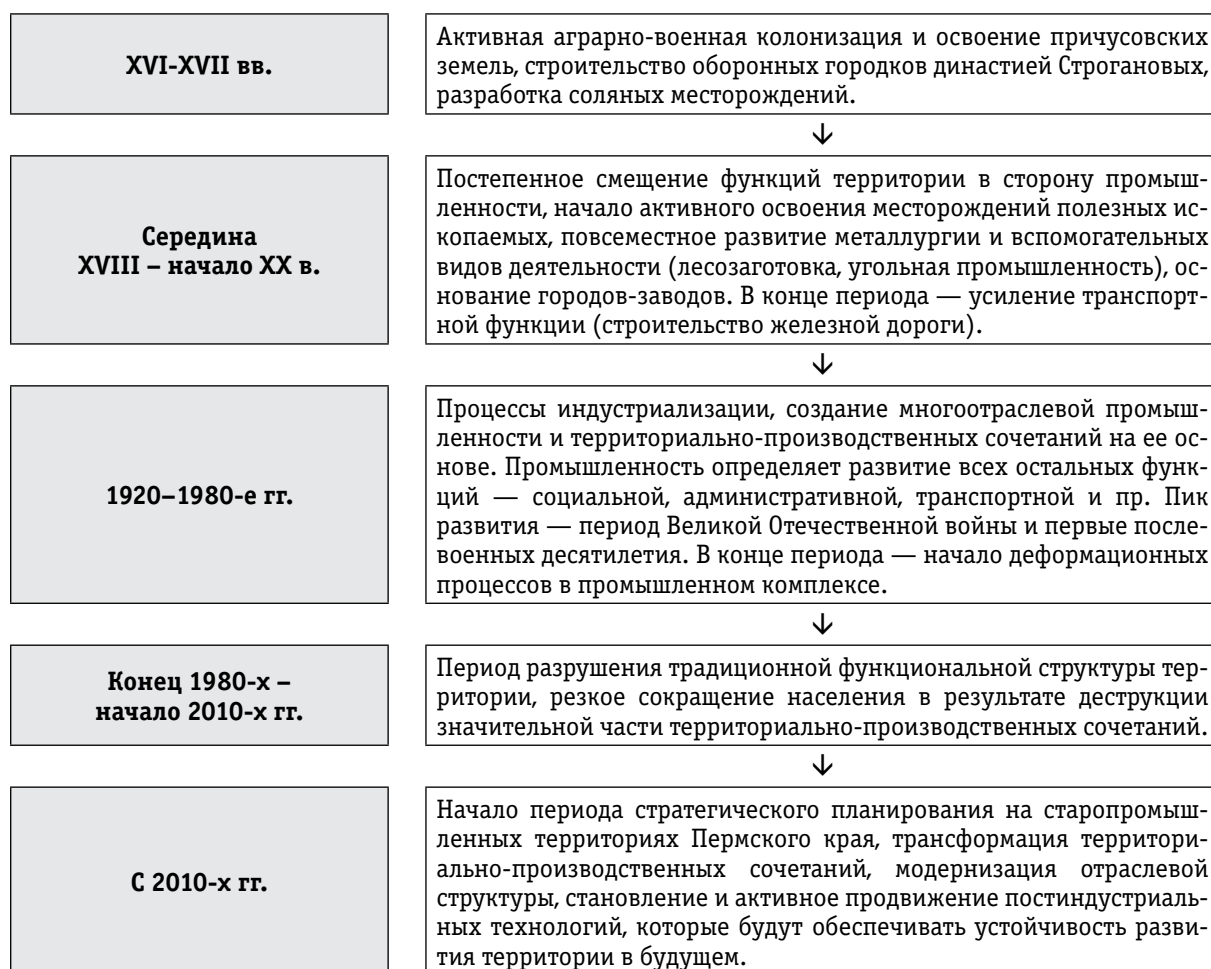 XVI-XVII вв.
Активная аграрно-военная колонизация и освоение причусовских
земель, строительство оборонных городков династией Строгановых,
разработка соляных месторождений.
↓
Середина
XVIII – начало XX в.
Постепенное смещение функций территории в сторону промыш-
ленности, начало активного освоения месторождений полезных ис-
копаемых, повсеместное развитие металлургии и вспомогательных
видов деятельности (лесозаготовка, угольная промышленность), ос-
нование городов-заводов. В конце периода — усиление транспорт-
ной функции (строительство железной дороги).
↓
1920–1980-е гг.
Процессы индустриализации, создание многоотраслевой промыш-
ленности и территориально-производственных сочетаний на ее ос-
нове. Промышленность определяет развитие всех остальных функ-
ций — социальной, административной, транспортной и пр. Пик
развития — период Великой Отечественной войны и первые после-
военных десятилетия. В конце периода — начало деформационных
процессов в промышленном комплексе.
↓
Конец 1980-х –
начало 2010-х гг.
Период разрушения традиционной функциональной структуры тер-
ритории, резкое сокращение населения в результате деструкции
значительной части территориально-производственных сочетаний.
↓
С 2010-х гг.
Начало периода стратегического планирования на старопромыш-
ленных территориях Пермского края, трансформация территори-
ально-производственных сочетаний, модернизация отраслевой
структуры, становление и активное продвижение постиндустриаль-
ных технологий, которые будут обеспечивать устойчивость разви-
тия территории в будущем.